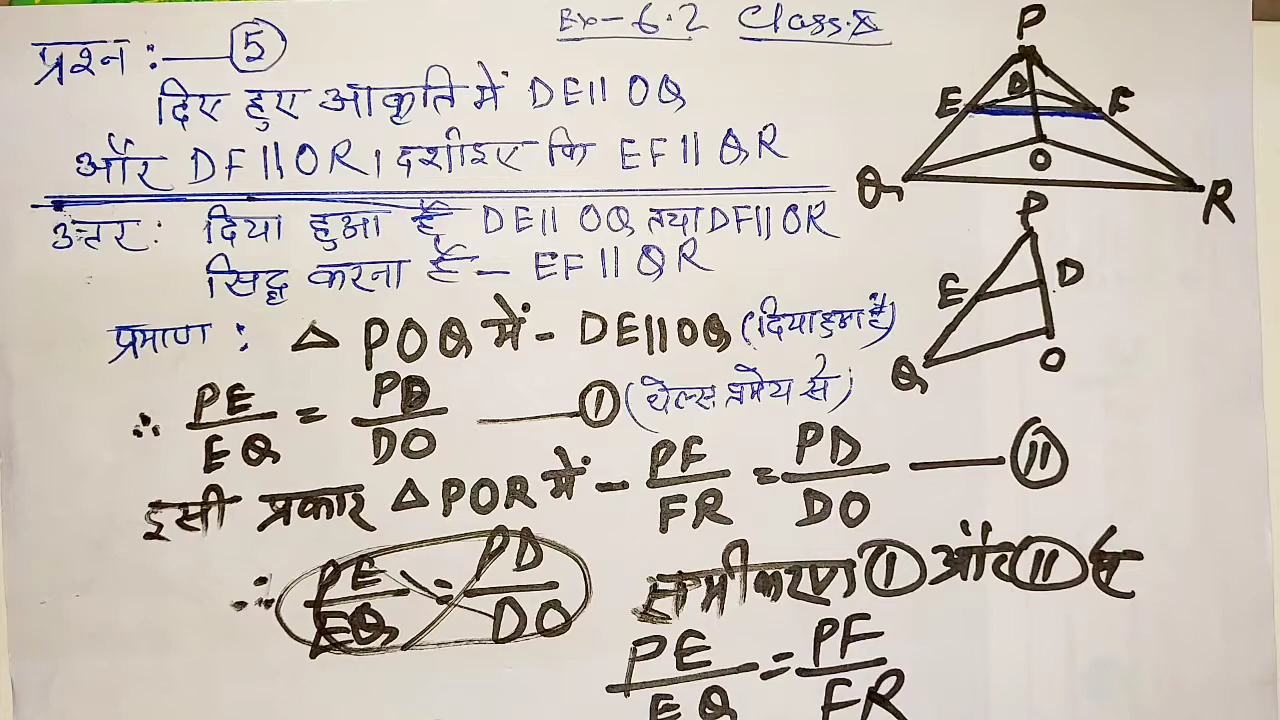 Ex-6.2 Class-X
प्रश्न :— 5
दिए हुए आकृति में DE||OQ
और DF||OR। दर्शाइए कि EF||QR
उत्तर: दिया हुआ है DE||OQ तथा DF||OR
सिद्ध करना है- EF||QR
प्रमाण : △ POQ में- DE||OQ (दिया हुआ है)
∴ PE/EQ = PD/DO — I (थेल्स प्रमेय से)
इसी प्रकार △POR में - PF/FR = PD/DO — II
∴ PE/EQ = PD/DO
समीकरण I और II से
PE/EQ = PF/FR
P
D
E F
O
Q R
P
E D
Q O